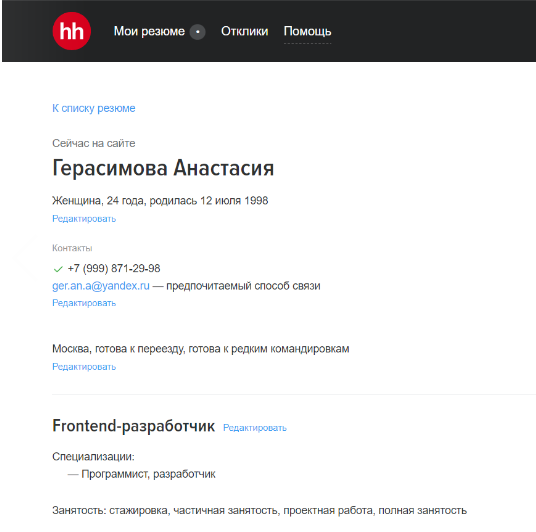 hh Мои резюме • Отклики Помощь
К списку резюме
Сейчас на сайте
Герасимова Анастасия
Женщина, 24 года, родилась 12 июля 1998
Редактировать
Контакты
+7 (999) 871-29-98
ger.an.a@yandex.ru — предпочитаемый способ связи
Редактировать
Москва, готова к переезду, готова к редким командировкам
Редактировать
Frontend-разработчик Редактировать
Специализации:
— Программист, разработчик
Занятость: стажировка, частичная занятость, проектная работа, полная занятость